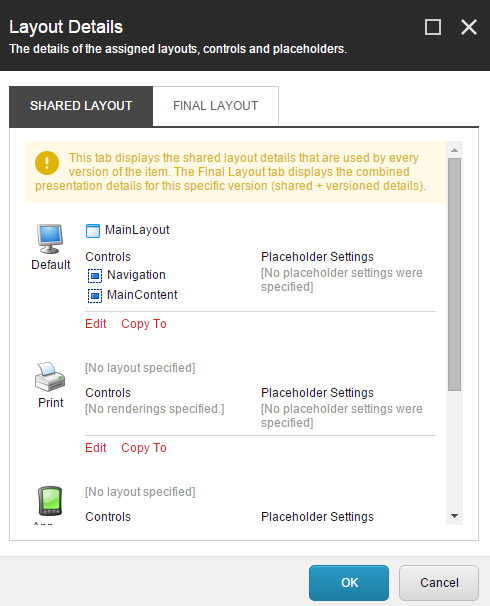 Layout Details
The details of the assigned layouts, controls and placeholders.
SHARED LAYOUT
FINAL LAYOUT
This tab displays the shared layout details that are used by every
version of the item. The Final Layout tab displays the combined
presentation details for this specific version (shared + versioned details).
Default
MainLayout
Controls
Navigation
MainContent
Placeholder Settings
[No placeholder settings were
specified]
Edit Copy To
Print
[No layout specified]
Controls
[No renderings specified.]
Placeholder Settings
[No placeholder settings were
specified]
Edit Copy To
[No layout specified]
Controls
Placeholder Settings
OK
Cancel